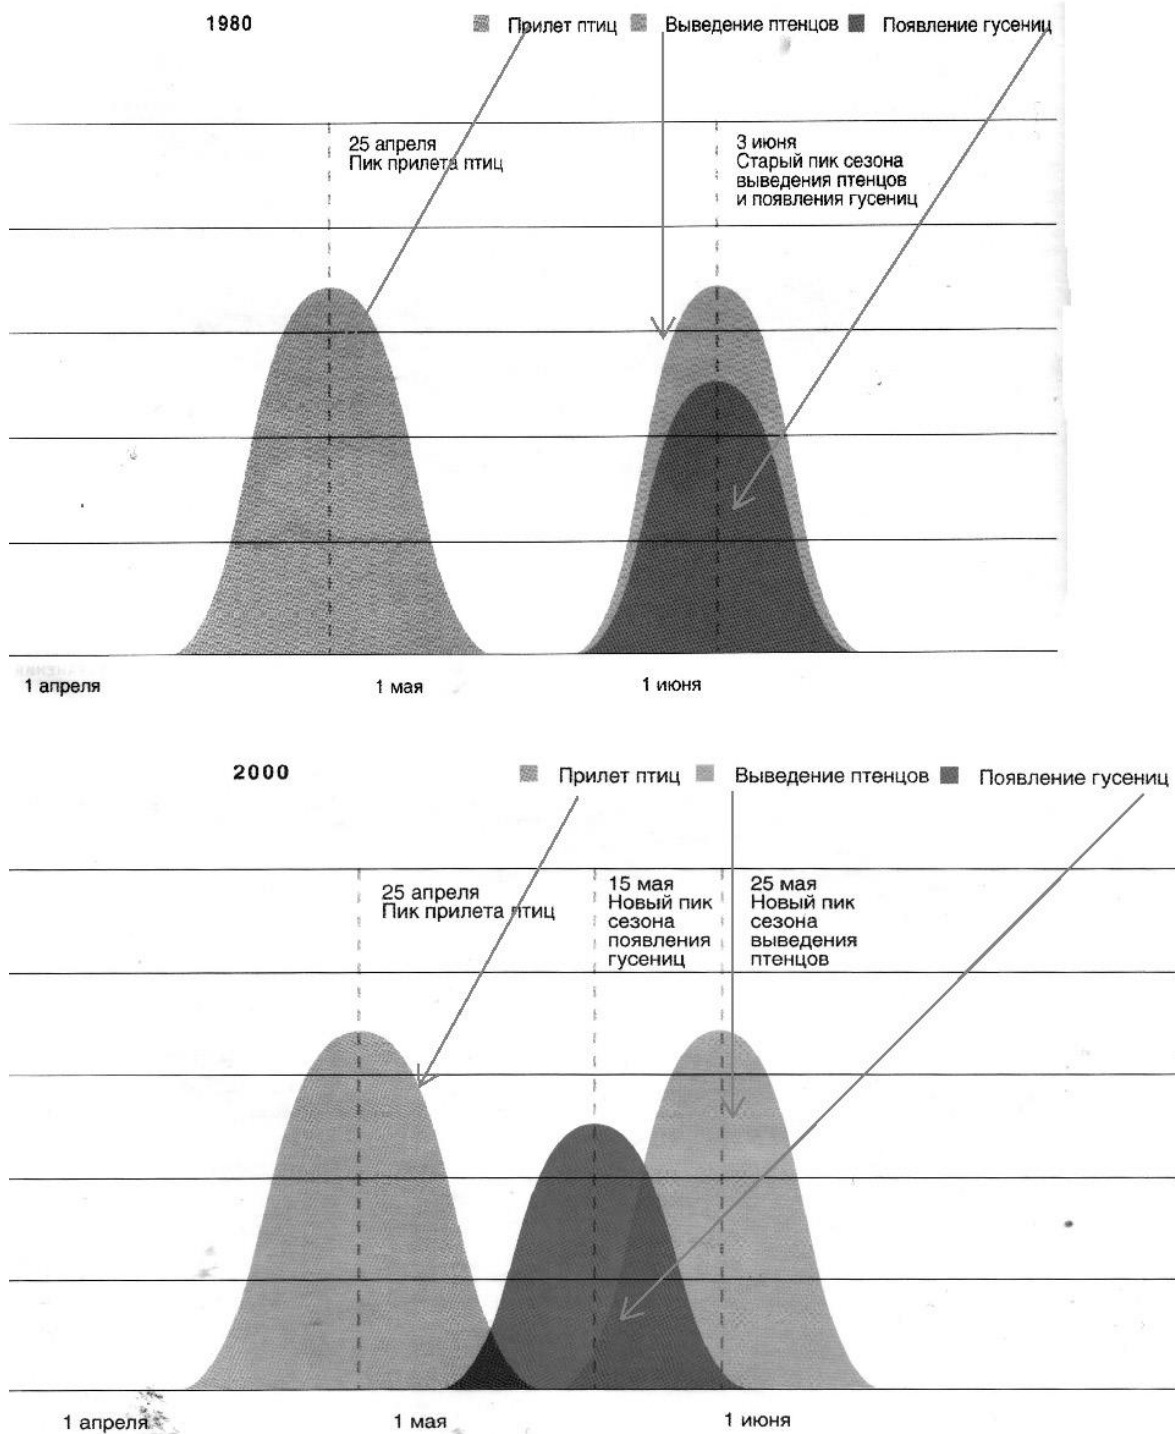 1980
Прилет птиц Выведение птенцов Появление гусениц
25 апреля
Пик прилета птиц
3 июня
Старый пик сезона
выведения птенцов
и появления гусениц
1 апреля 1 мая 1 июня
2000
Прилет птиц Выведение птенцов Появление гусениц
25 апреля
Пик прилета птиц
15 мая
Новый пик
сезона
появления
гусениц
25 мая
Новый пик
сезона
выведения
птенцов
1 апреля 1 мая 1 июня